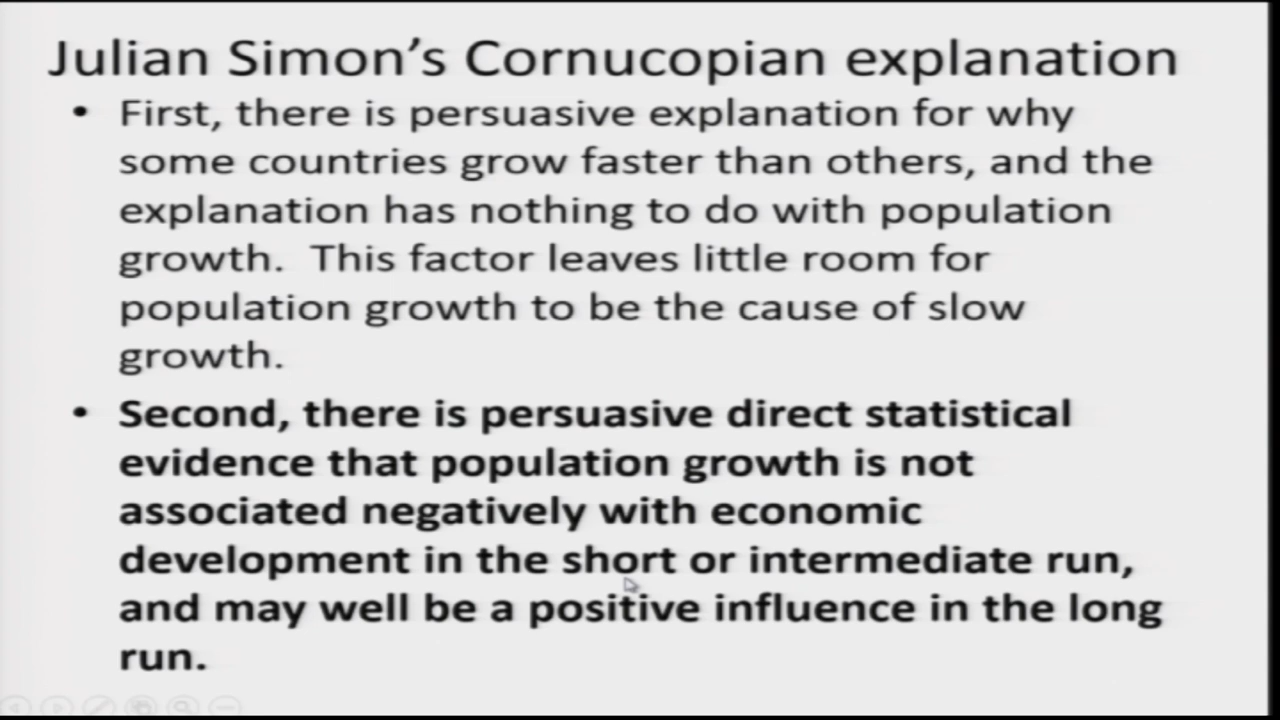 Julian Simon's Cornucopian explanation
• First, there is persuasive explanation for why
some countries grow faster than others, and the
explanation has nothing to do with population
growth.  This factor leaves little room for
population growth to be the cause of slow
growth.
• Second, there is persuasive direct statistical
evidence that population growth is not
associated negatively with economic
development in the short or intermediate run,
and may well be a positive influence in the long
run.